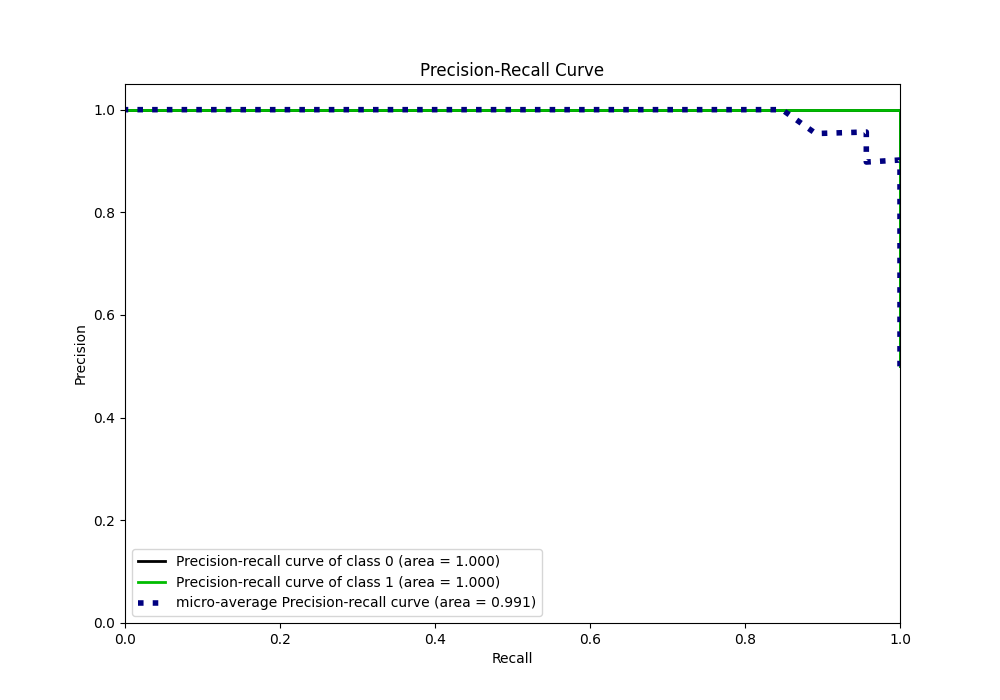 Precision-Recall Curve
1.0
0.8
0.6
0.4
0.2
0.0
Precision
Precision-recall curve of class 0 (area = 1.000)
Precision-recall curve of class 1 (area = 1.000)
micro-average Precision-recall curve (area = 0.991)
0.0 0.2 0.4 0.6 0.8 1.0
Recall